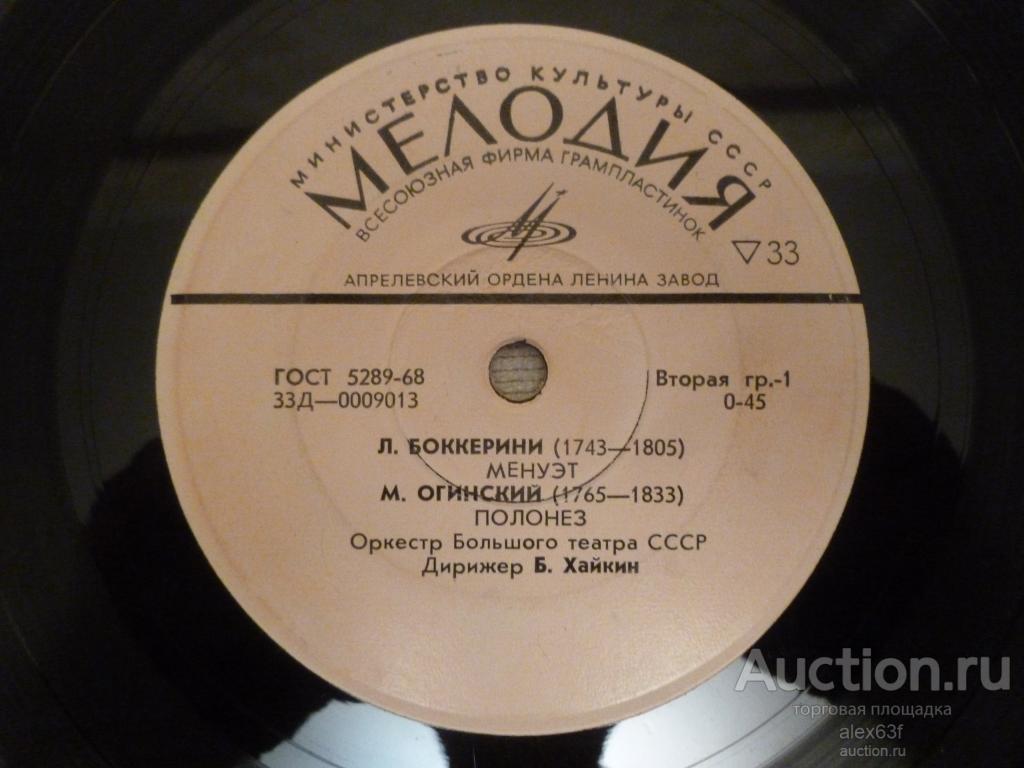 МИНИСТЕРСТВО КУЛЬТУРЫ СССР
МЕЛОДИЯ
ВСЕСОЮЗНАЯ ФИРМА ГРАМПЛАСТИНОК
▽33
АПРЕЛЕВСКИЙ ОРДЕНА ЛЕНИНА ЗАВОД
ГОСТ 5289-68
33Д—0009013
Вторая гр.-1
0-45
Л. БОККЕРИНИ (1743—1805)
МЕНУЭТ
М. ОГИНСКИЙ (1765—1833)
ПОЛОНЕЗ
Оркестр Большого театра СССР
Дирижер Б. Хайкин
Auction.ru
торговая площадка
alex63f
auction.ru